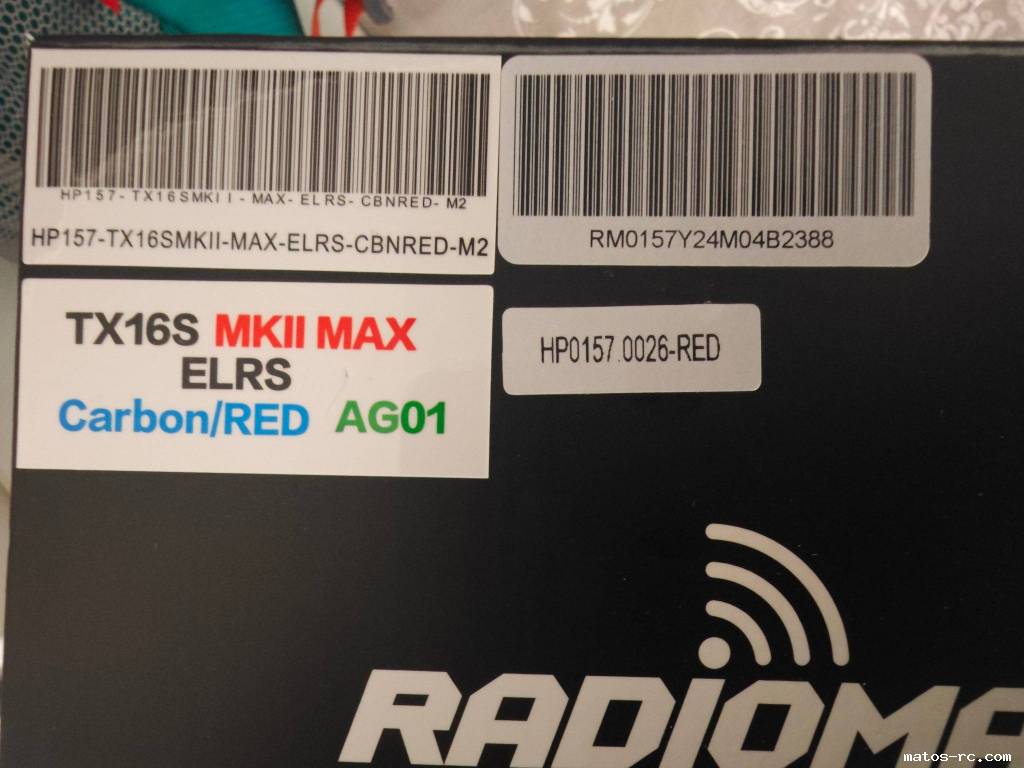 HP157-TX16SMKII-MAX-ELRS-CBNRED-M2
HP157-TX16SMKII-MAX-ELRS-CBNRED-M2
RM0157Y24M04B2388
TX16S MKII MAX
ELRS
Carbon/RED AG01
HP0157.0026-RED
RADIOMA
matos-rc.com